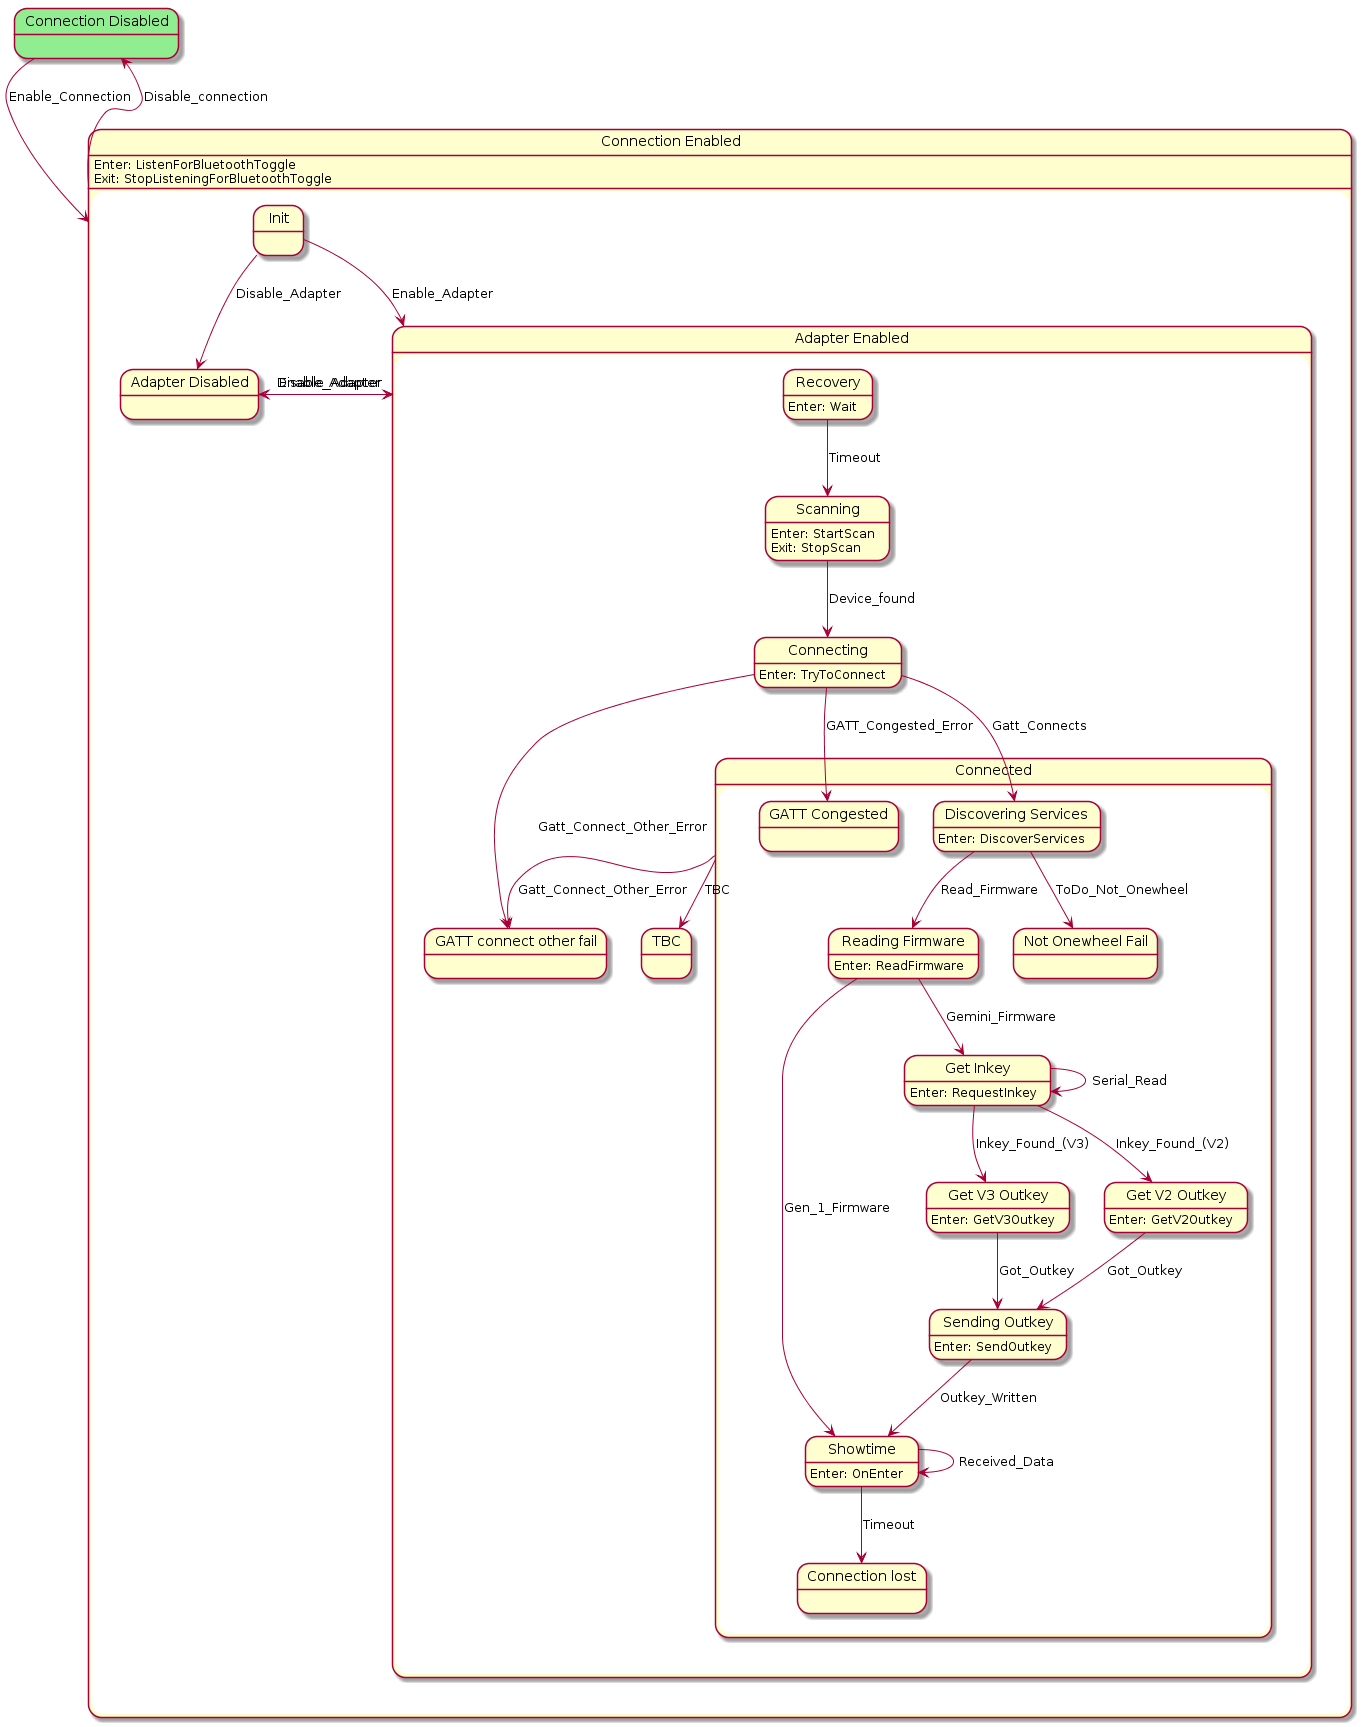 Connection Disabled
Enable_Connection
Disable_connection
Connection Enabled
Enter: ListenForBluetoothToggle
Exit: StopListeningForBluetoothToggle
Init
Disable_Adapter
Enable_Adapter
Adapter Enabled
Adapter Disabled
Disable_Adapter
Enable_Adapter
Recovery
Enter: Wait
Timeout
Scanning
Enter: StartScan
Exit: StopScan
Device_found
Connecting
Enter: TryToConnect
GATT_Congested_Error
Gatt_Connects
Connected
GATT Congested
Discovering Services
Enter: DiscoverServices
Gatt_Connect_Other_Error
Gatt_Connect_Other_Error
TBC
Read_Firmware
ToDo_Not_Onewheel
GATT connect other fail
TBC
Reading Firmware
Enter: ReadFirmware
Not Onewheel Fail
Gemini_Firmware
Get Inkey
Enter: RequestInkey
Serial_Read
Inkey_Found_(V3)
Inkey_Found_(V2)
Get V3 Outkey
Enter: GetV3Outkey
Get V2 Outkey
Enter: GetV2Outkey
Gen_1_Firmware
Got_Outkey
Got_Outkey
Sending Outkey
Enter: SendOutkey
Outkey_Written
Showtime
Enter: OnEnter
Received_Data
Timeout
Connection lost